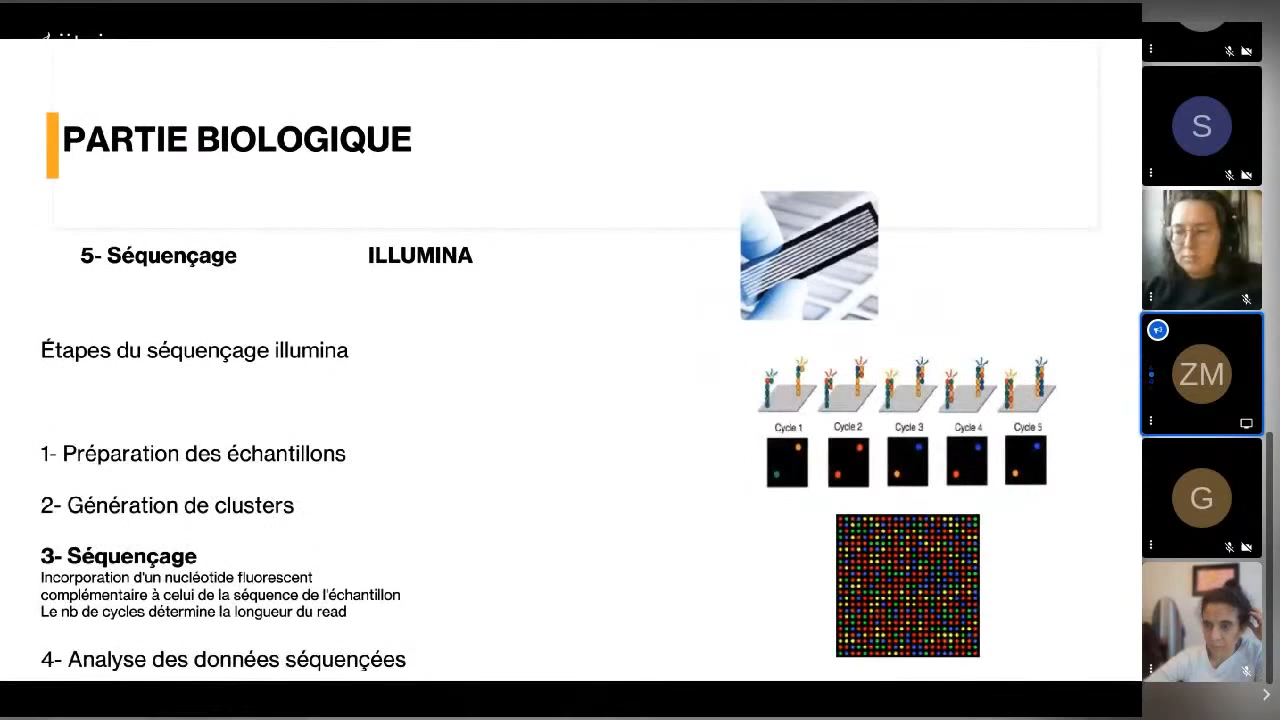 PARTIE BIOLOGIQUE
5- Séquençage
ILLUMINA
Étapes du séquençage illumina
Cycle 1
Cycle 2
Cycle 3
Cycle 4
Cycle 5
1- Préparation des échantillons
2- Génération de clusters
3- Séquençage
Incorporation d'un nucléotide fluorescent
complémentaire à celui de la séquence de l'échantillon
Le nb de cycles détermine la longueur du read
4- Analyse des données séquençées
S
ZM
G